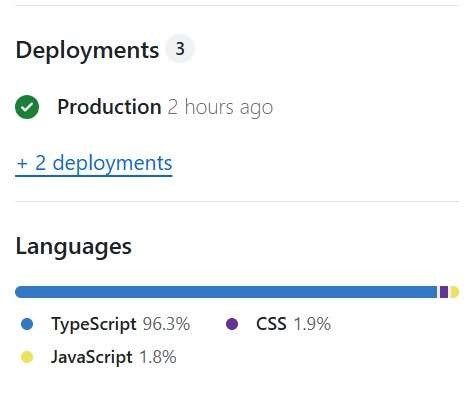 Deployments 3
Production 2 hours ago
+ 2 deployments
Languages
TypeScript 96.3% CSS 1.9%
JavaScript 1.8%